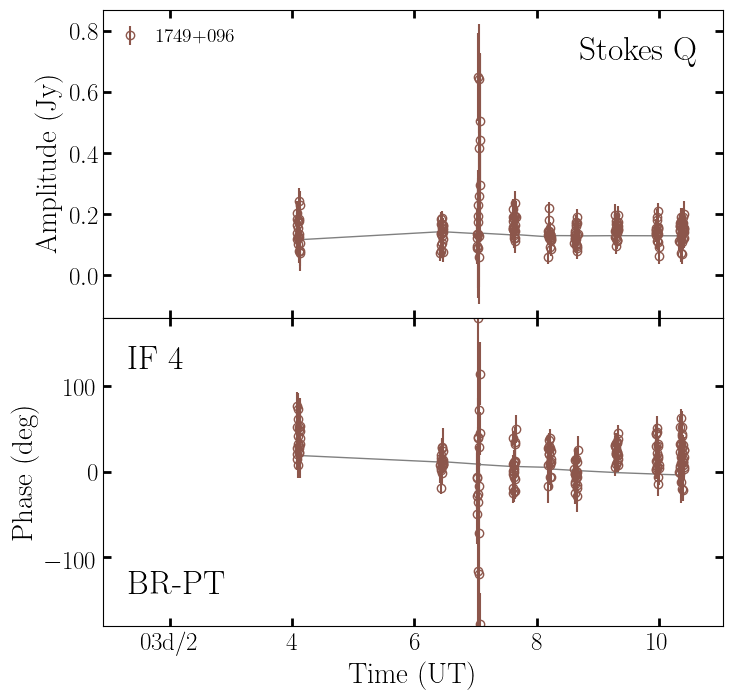 1749+096
Stokes Q
0.8
0.6
0.4
0.2
0.0
Amplitude (Jy)
IF 4
100
0
−100
Phase (deg)
BR-PT
03d/2
4
6
8
10
Time (UT)